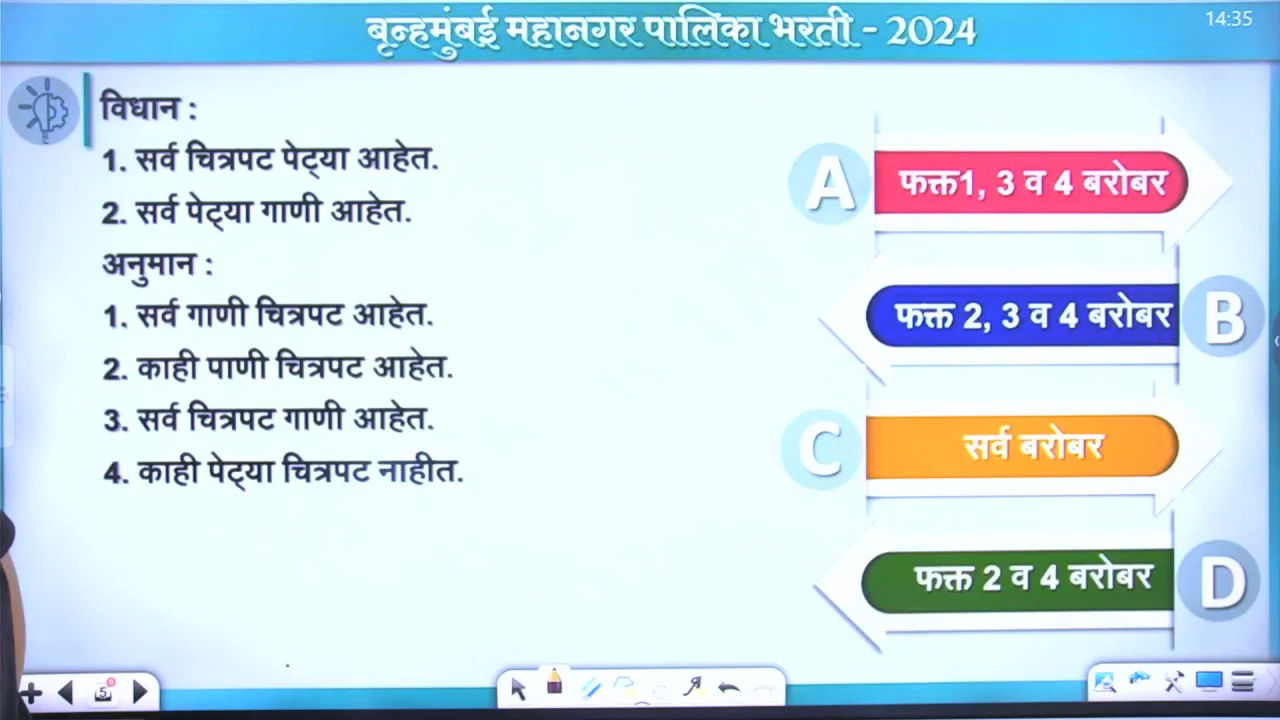 बृन्हमुंबई महानगर पालिका भरती - 2024
14:35
विधान :
1. सर्व चित्रपट पेट्या आहेत.
2. सर्व पेट्या गाणी आहेत.
अनुमान :
1. सर्व गाणी चित्रपट आहेत.
2. काही पाणी चित्रपट आहेत.
3. सर्व चित्रपट गाणी आहेत.
4. काही पेट्या चित्रपट नाहीत.
A फक्त1, 3 व 4 बरोबर
फक्त 2, 3 व 4 बरोबर B
C सर्व बरोबर
फक्त 2 व 4 बरोबर D
5